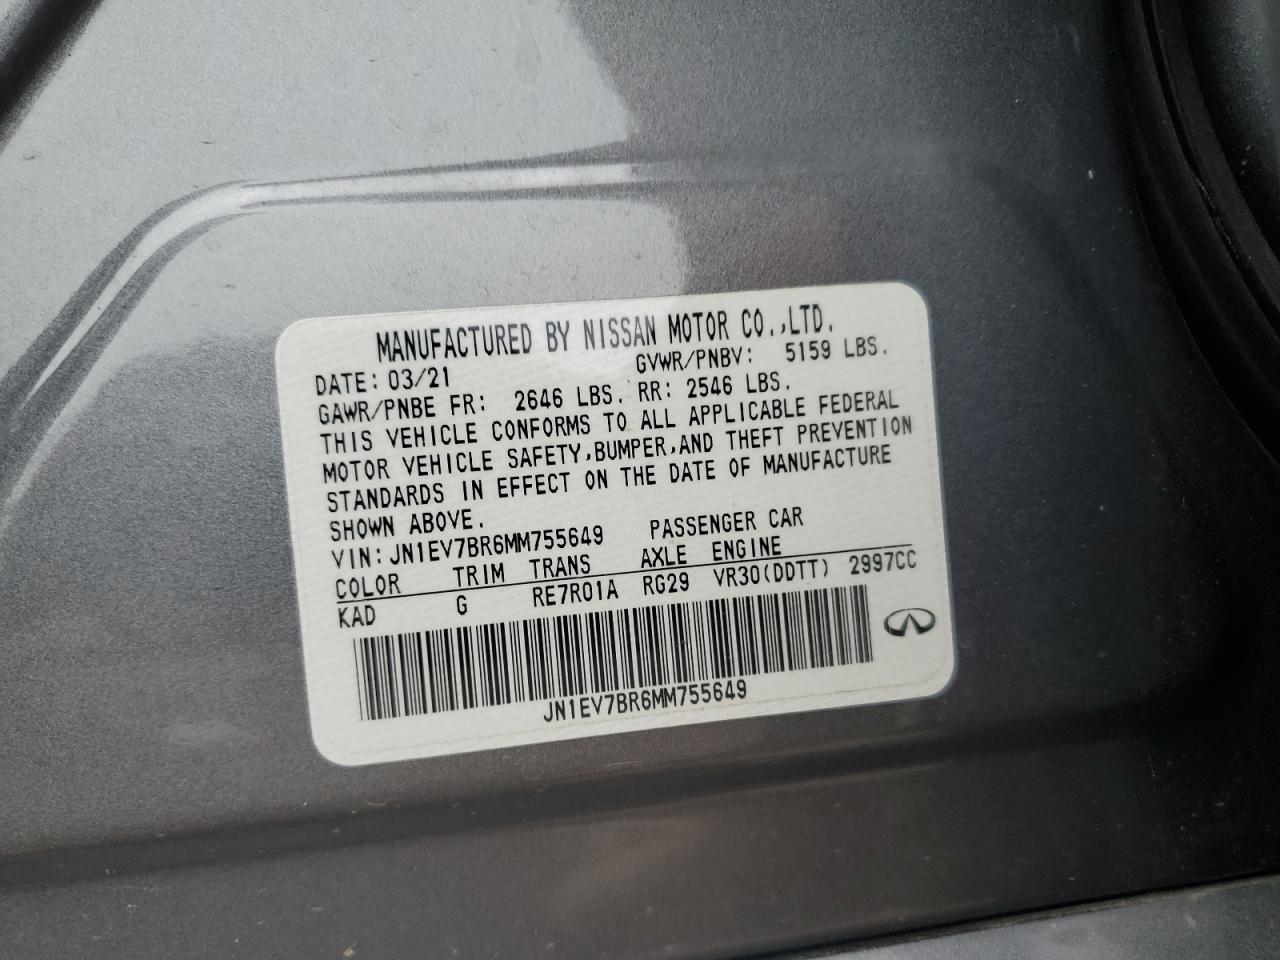 MANUFACTURED BY NISSAN MOTOR CO.,LTD.
DATE: 03/21 GVWR/PNBV: 5159 LBS.
GAWR/PNBE FR: 2646 LBS. RR: 2546 LBS.
THIS VEHICLE CONFORMS TO ALL APPLICABLE FEDERAL
MOTOR VEHICLE SAFETY,BUMPER,AND THEFT PREVENTION
STANDARDS IN EFFECT ON THE DATE OF MANUFACTURE
SHOWN ABOVE.
VIN:JN1EV7BR6MM755649 PASSENGER CAR
COLOR TRIM TRANS AXLE ENGINE
KAD G RE7R01A RG29 VR30(DDTT) 2997CC
JN1EV7BR6MM755649